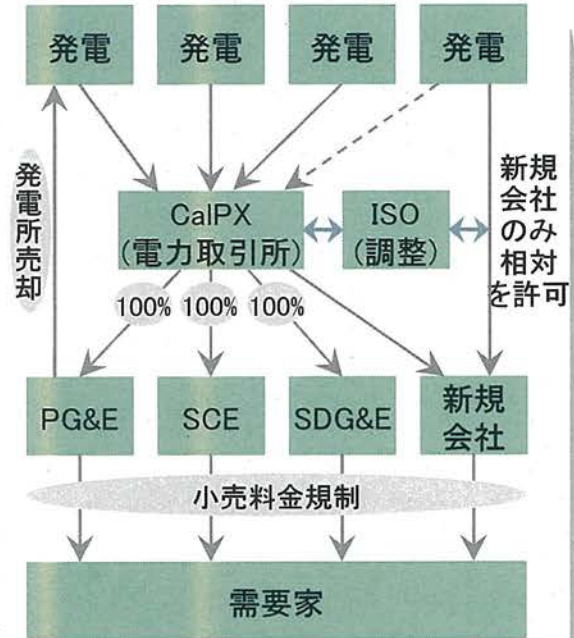 発電
発電
発電
発電
発電所売却
CalPX
(電力取引所)
ISO
(調整)
新規
会社
のみ
相対
を許可
100%
100%
100%
PG&E
SCE
SDG&E
新規
会社
小売料金規制
需要家